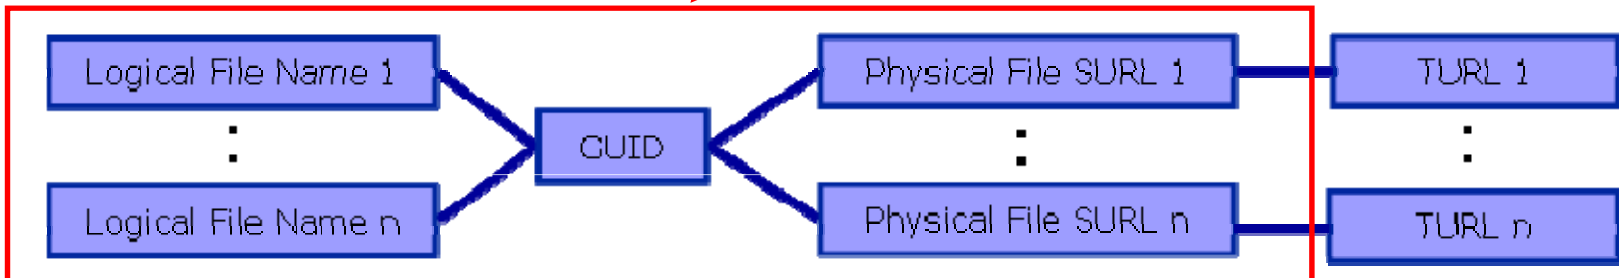 Logical File Name 1
Physical File SURL 1
TURL 1
GUID
Logical File Name n
Physical File SURL n
TURL n